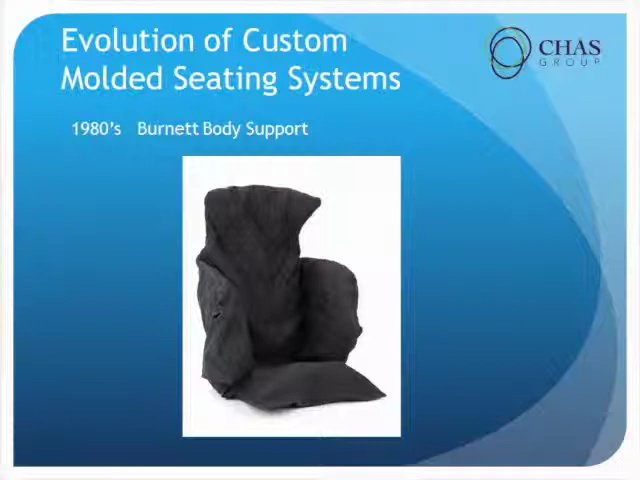 Evolution of Custom
Molded Seating Systems
CHAS
GROUP
1980's Burnett Body Support